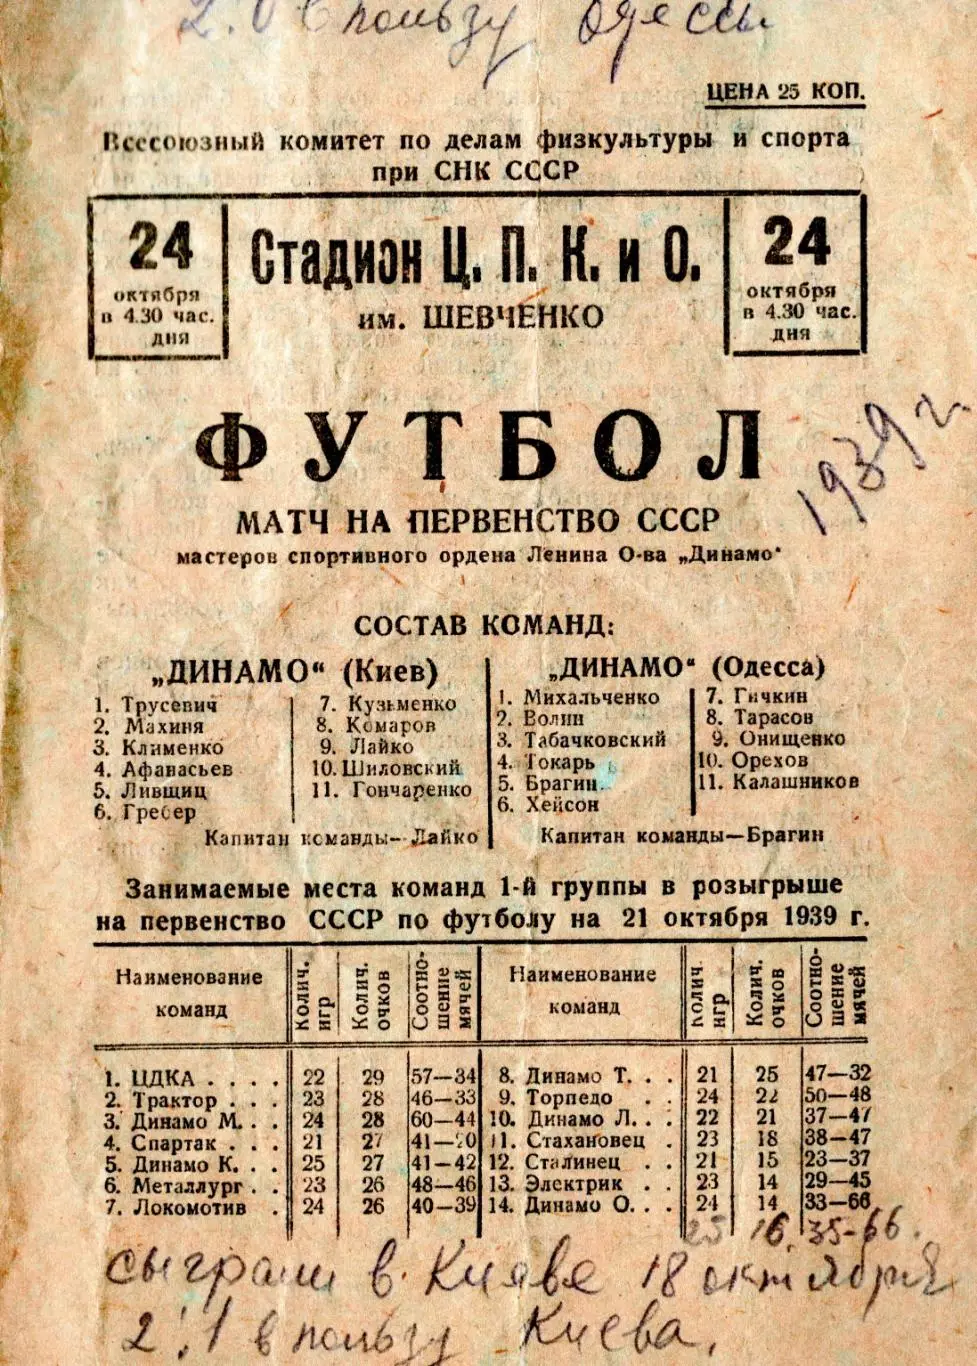 2:0 в пользу Одессы
ЦЕНА 25 КОП.
Всесоюзный комитет по делам физкультуры и спорта
при СНК СССР
24
октября
в 4.30 час.
дня
Стадион Ц. П. К. и О.
им. ШЕВЧЕНКО
24
октября
в 4.30 час.
дня
ФУТБОЛ
1939 г.
МАТЧ НА ПЕРВЕНСТВО СССР
мастеров спортивного ордена Ленина О-ва „Динамо“
СОСТАВ КОМАНД:
„ДИНАМО“ (Киев)
1. Трусевич
2. Махиня
3. Клименко
4. Афанасьев
5. Лившиц
6. Гребер
7. Кузьменко
8. Комаров
9. Лайко
10. Шиловский
11. Гончаренко
Капитан команды—Лайко
„ДИНАМО“ (Одесса)
1. Михальченко
2. Волин
3. Табачковский
4. Токарь
5. Брагин
6. Хейсон
7. Гичкин
8. Тарасов
9. Онищенко
10. Орехов
11. Калашников
Капитан команды—Брагин
Занимаемые места команд 1-й группы в розыгрыше
на первенство СССР по футболу на 21 октября 1939 г.
Наименование команд Колич. игр Колич. очков Соотно-шение мячей Наименование команд Колич игр Колич. очков Соотно-шение мячей
1. ЦДКА . . . . 22 29 57—34 8. Динамо Т. . . 21 25 47—32
2. Трактор . . . 23 28 46—33 9. Торпедо . . 24 22 50—48
3. Динамо М. . . 24 28 60—44 10. Динамо Л. . . 22 21 37—47
4. Спартак . . . 21 27 41—20 11. Стахановец . 23 18 38—47
5. Динамо К. . . 25 27 41—42 12. Сталинец . . 21 15 23—37
6. Металлург . . 23 26 48—46 13. Электрик . . 23 14 29—45
7. Локомотив . 24 26 40—39 14. Динамо О. . . 24 14 33—66
25 16. 35-66.
сыграли в Киеве 18 октября
2:1 в пользу Киева.